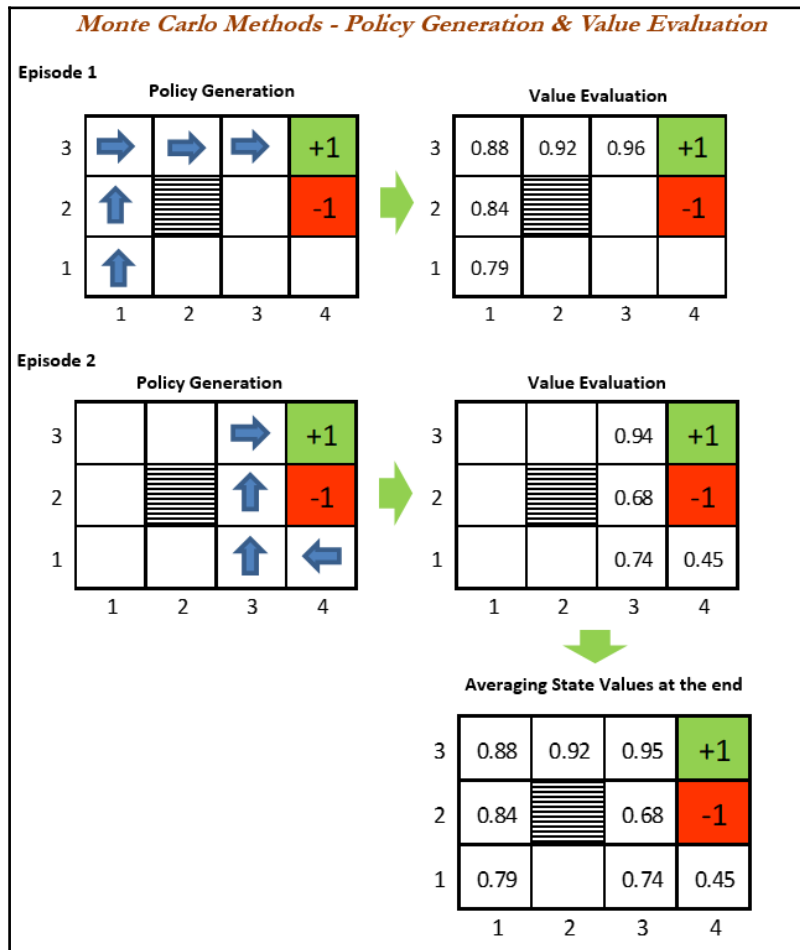 Monte Carlo Methods - Policy Generation & Value Evaluation
Episode 1
Policy Generation
Value Evaluation
3 +1
2 -1
1
1 2 3 4
3 0.88 0.92 0.96 +1
2 0.84 -1
1 0.79
1 2 3 4
Episode 2
Policy Generation
Value Evaluation
3 +1
2 -1
1
1 2 3 4
3 0.94 +1
2 0.68 -1
1 0.74 0.45
1 2 3 4
Averaging State Values at the end
3 0.88 0.92 0.95 +1
2 0.84 0.68 -1
1 0.79 0.74 0.45
1 2 3 4